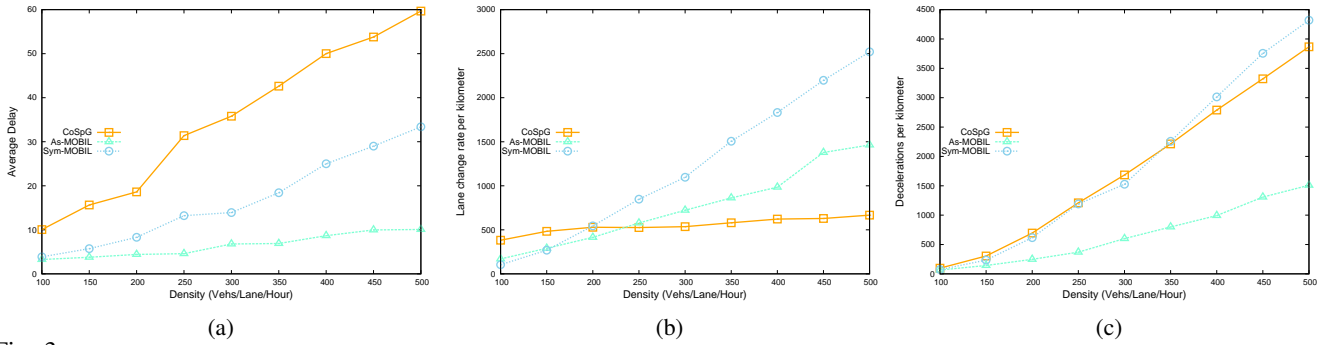 60
50
40
30
20
10
0
100 150 200 250 300 350 400 450 500
Average Delay
Density (Vehs/Lane/Hour)
CoSpG
As-MOBIL
Sym-MOBIL
(a)
3000
2500
2000
1500
1000
500
0
100 150 200 250 300 350 400 450 500
Lane change rate per kilometer
Density (Vehs/Lane/Hour)
CoSpG
As-MOBIL
Sym-MOBIL
(b)
4500
4000
3500
3000
2500
2000
1500
1000
500
0
100 150 200 250 300 350 400 450 500
Decelerations per kilometer
Density (Vehs/Lane/Hour)
CoSpG
As-MOBIL
Sym-MOBIL
(c)